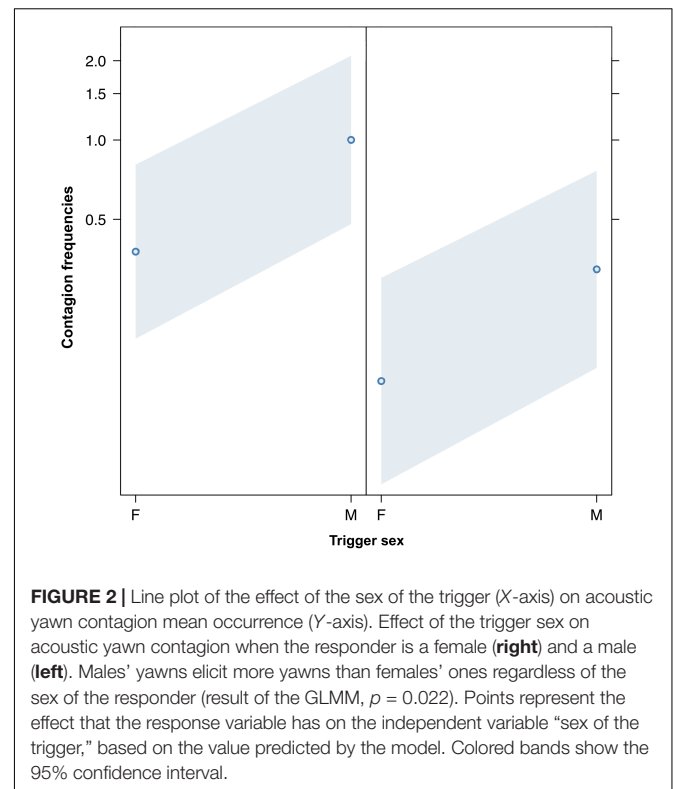 2.0
1.5
1.0
0.5
Contagion frequencies
F
M
F
M
Trigger sex
FIGURE 2 | Line plot of the effect of the sex of the trigger (X-axis) on acoustic
yawn contagion mean occurrence (Y-axis). Effect of the trigger sex on
acoustic yawn contagion when the responder is a female (right) and a male
(left). Males’ yawns elicit more yawns than females’ ones regardless of the
sex of the responder (result of the GLMM, p = 0.022). Points represent the
effect that the response variable has on the independent variable “sex of the
trigger,” based on the value predicted by the model. Colored bands show the
95% confidence interval.